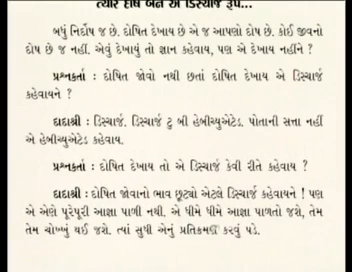 ત્યારે દોષ બને એ ડિસ્ચાર્જ રૂપ...
બધું નિર્દોષ જ છે. દોષિત દેખાય છે એ જ આપણો દોષ છે. કોઈ જીવનો
દોષ છે જ નહીં. એવું દેખાયું તો જ્ઞાન કહેવાય, પણ એ દેખાય નહીંને ?
પ્રશ્નકર્તા : દોષિત જોવો નથી છતાં દોષિત દેખાય એ ડિસ્ચાર્જ
કહેવાયને ?
દાદાશ્રી : ડિસ્ચાર્જ. ડિસ્ચાર્જ ટુ બી હેબીચ્યુએટેડ. પોતાની સત્તા નહીં
એ હેબીચ્યુએટેડ કહેવાય.
પ્રશ્નકર્તા : દોષિત દેખાય તો એ ડિસ્ચાર્જ કેવી રીતે કહેવાય ?
દાદાશ્રી : દોષિત જોવાનો ભાવ છૂટ્યો એટલે ડિસ્ચાર્જ કહેવાયને ! પણ
એ એણે પૂરેપૂરી આજ્ઞા પાળી નથી. એ ધીમે ધીમે આજ્ઞા પાળતો જશે, તેમ
તેમ ચોખ્ખું થઈ જશે. ત્યાં સુધી એનું પ્રતિક્રમણ કરવું પડે.